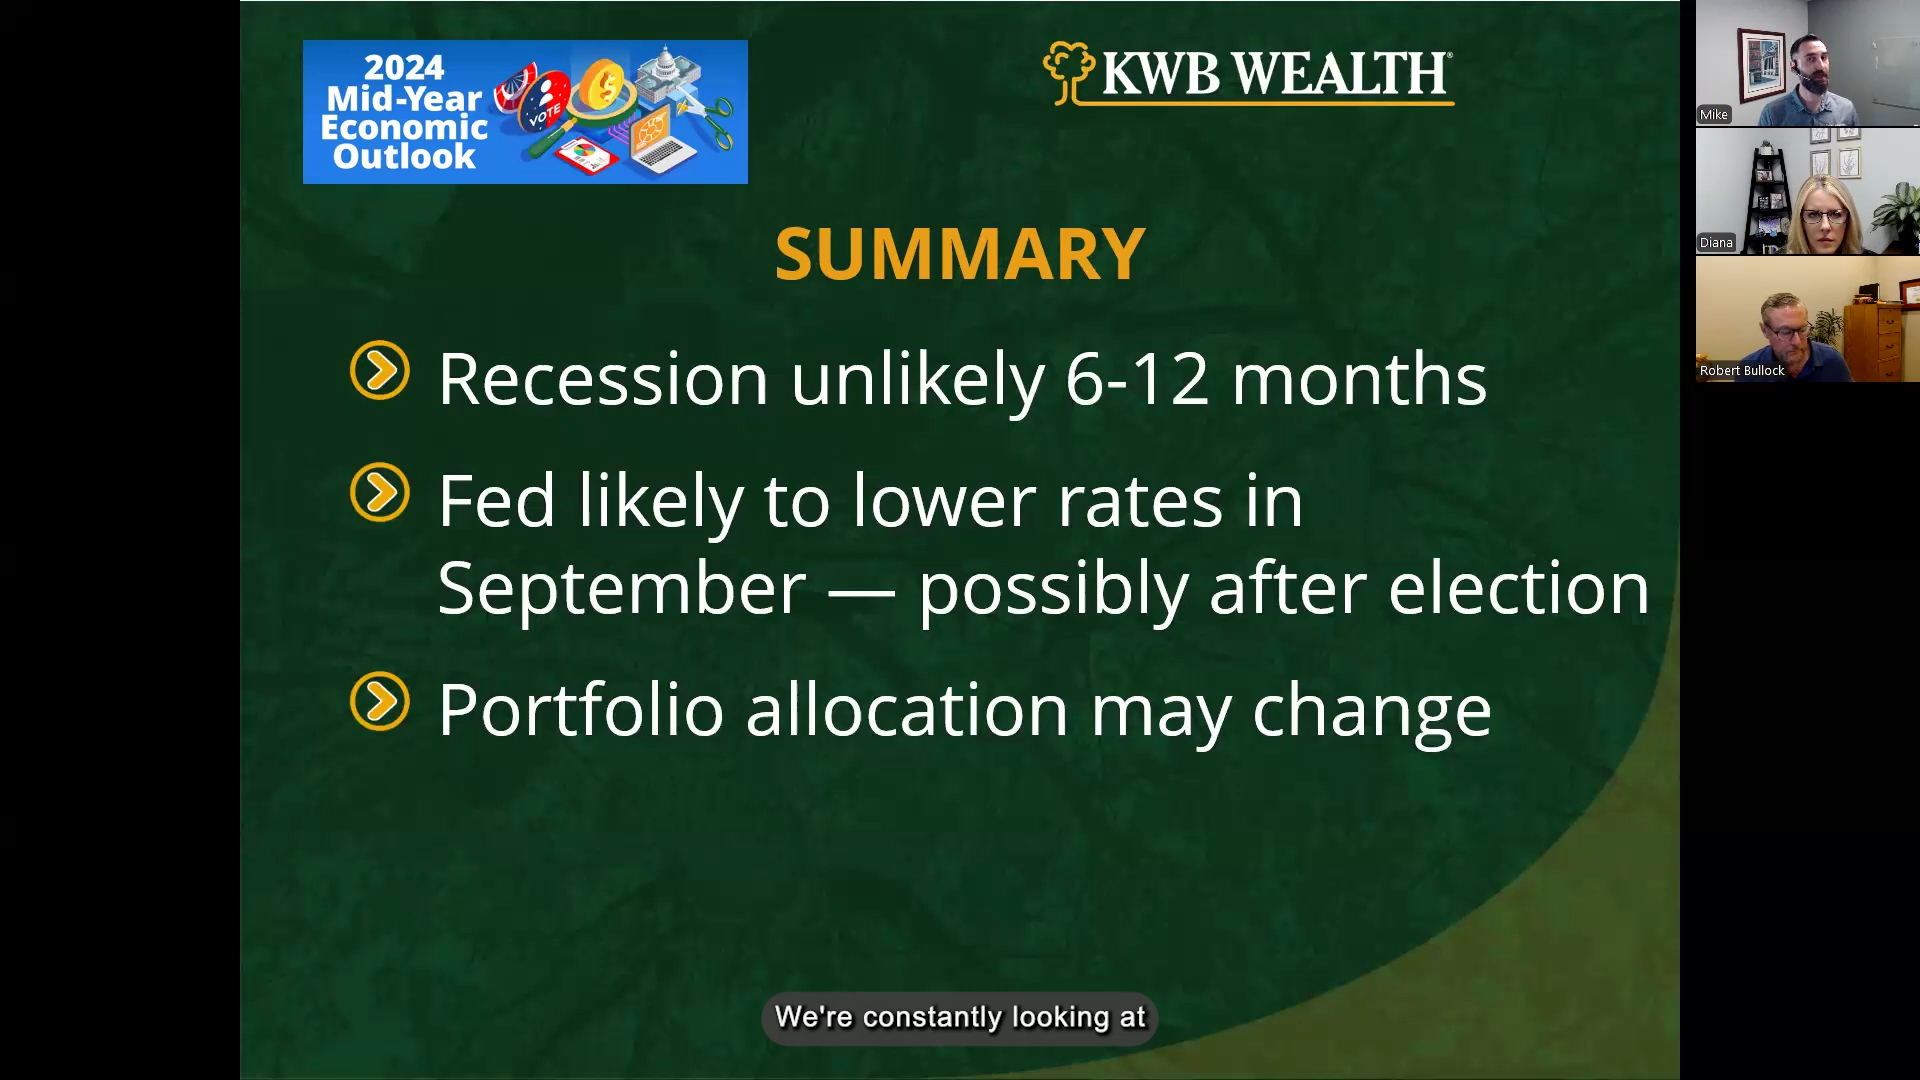 2024
Mid-Year
Economic
Outlook
VOTE
KWB WEALTH®
SUMMARY
Recession unlikely 6-12 months
Fed likely to lower rates in
September — possibly after election
Portfolio allocation may change
We're constantly looking at
Mike
Diana
Robert Bullock